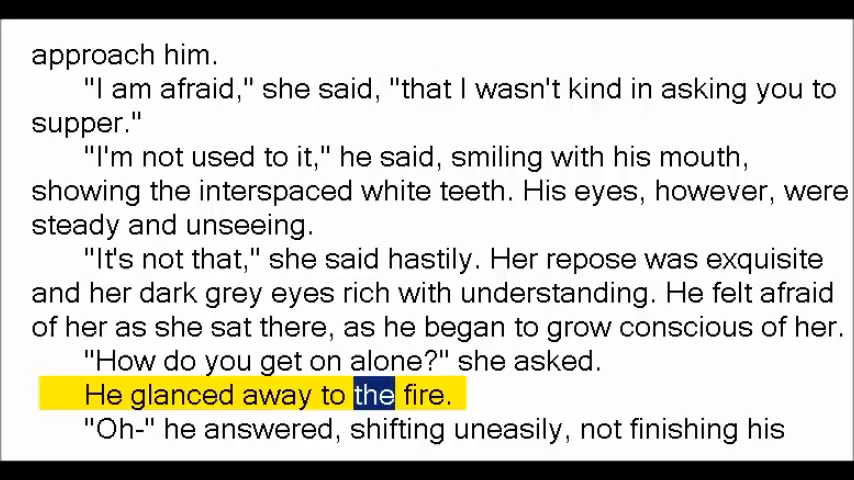 approach him.
"I am afraid," she said, "that I wasn't kind in asking you to
supper."
"I'm not used to it," he said, smiling with his mouth,
showing the interspaced white teeth. His eyes, however, were
steady and unseeing.
"It's not that," she said hastily. Her repose was exquisite
and her dark grey eyes rich with understanding. He felt afraid
of her as she sat there, as he began to grow conscious of her.
"How do you get on alone?" she asked.
He glanced away to the fire.
"Oh-" he answered, shifting uneasily, not finishing his